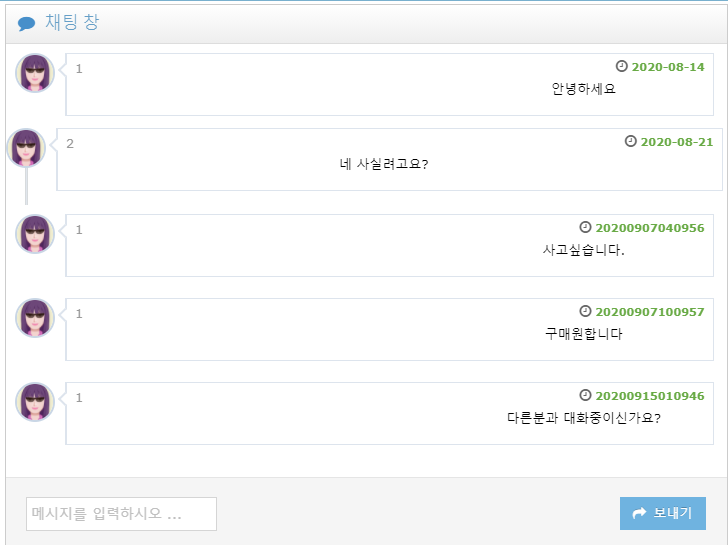 채팅 창
1
2020-08-14
안녕하세요
2
2020-08-21
네 사실려고요?
1
20200907040956
사고싶습니다.
1
20200907100957
구매원합니다
1
20200915010946
다른분과 대화중이신가요?
메시지를 입력하시오 ...
보내기